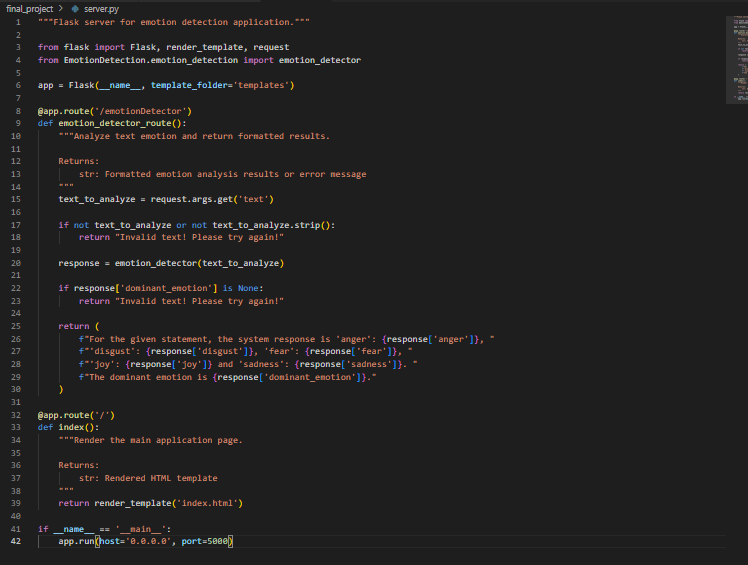 final_project > server.py
1 """Flask server for emotion detection application."""
2
3 from flask import Flask, render_template, request
4 from EmotionDetection.emotion_detection import emotion_detector
5
6 app = Flask(__name__, template_folder='templates')
7
8 @app.route('/emotionDetector')
9 def emotion_detector_route():
10     """Analyze text emotion and return formatted results.
11
12     Returns:
13         str: Formatted emotion analysis results or error message
14     """
15     text_to_analyze = request.args.get('text')
16
17     if not text_to_analyze or not text_to_analyze.strip():
18         return "Invalid text! Please try again!"
19
20     response = emotion_detector(text_to_analyze)
21
22     if response['dominant_emotion'] is None:
23         return "Invalid text! Please try again!"
24
25     return (
26         f"For the given statement, the system response is 'anger': {response['anger']}, "
27         f"'disgust': {response['disgust']}, 'fear': {response['fear']}, "
28         f"'joy': {response['joy']} and 'sadness': {response['sadness']}. "
29         f"The dominant emotion is {response['dominant_emotion']}."
30     )
31
32 @app.route('/')
33 def index():
34     """Render the main application page.
35
36     Returns:
37         str: Rendered HTML template
38     """
39     return render_template('index.html')
40
41 if __name__ == '__main__':
42     app.run(host='0.0.0.0', port=5000)